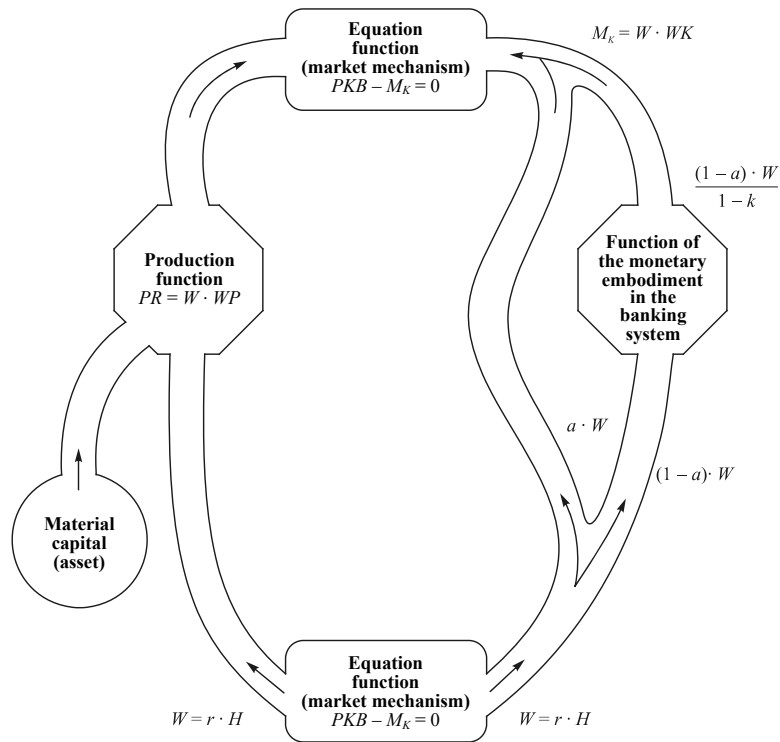 Equation
function
(market mechanism)
PKB – M_K = 0
M_K = W · WK
(1 – a) · W
1 – k
Production
function
PR = W · WP
Function of
the monetary
embodiment
in the
banking
system
a · W
(1 – a) · W
Material
capital
(asset)
Equation
function
(market mechanism)
PKB – M_K = 0
W = r · H
W = r · H